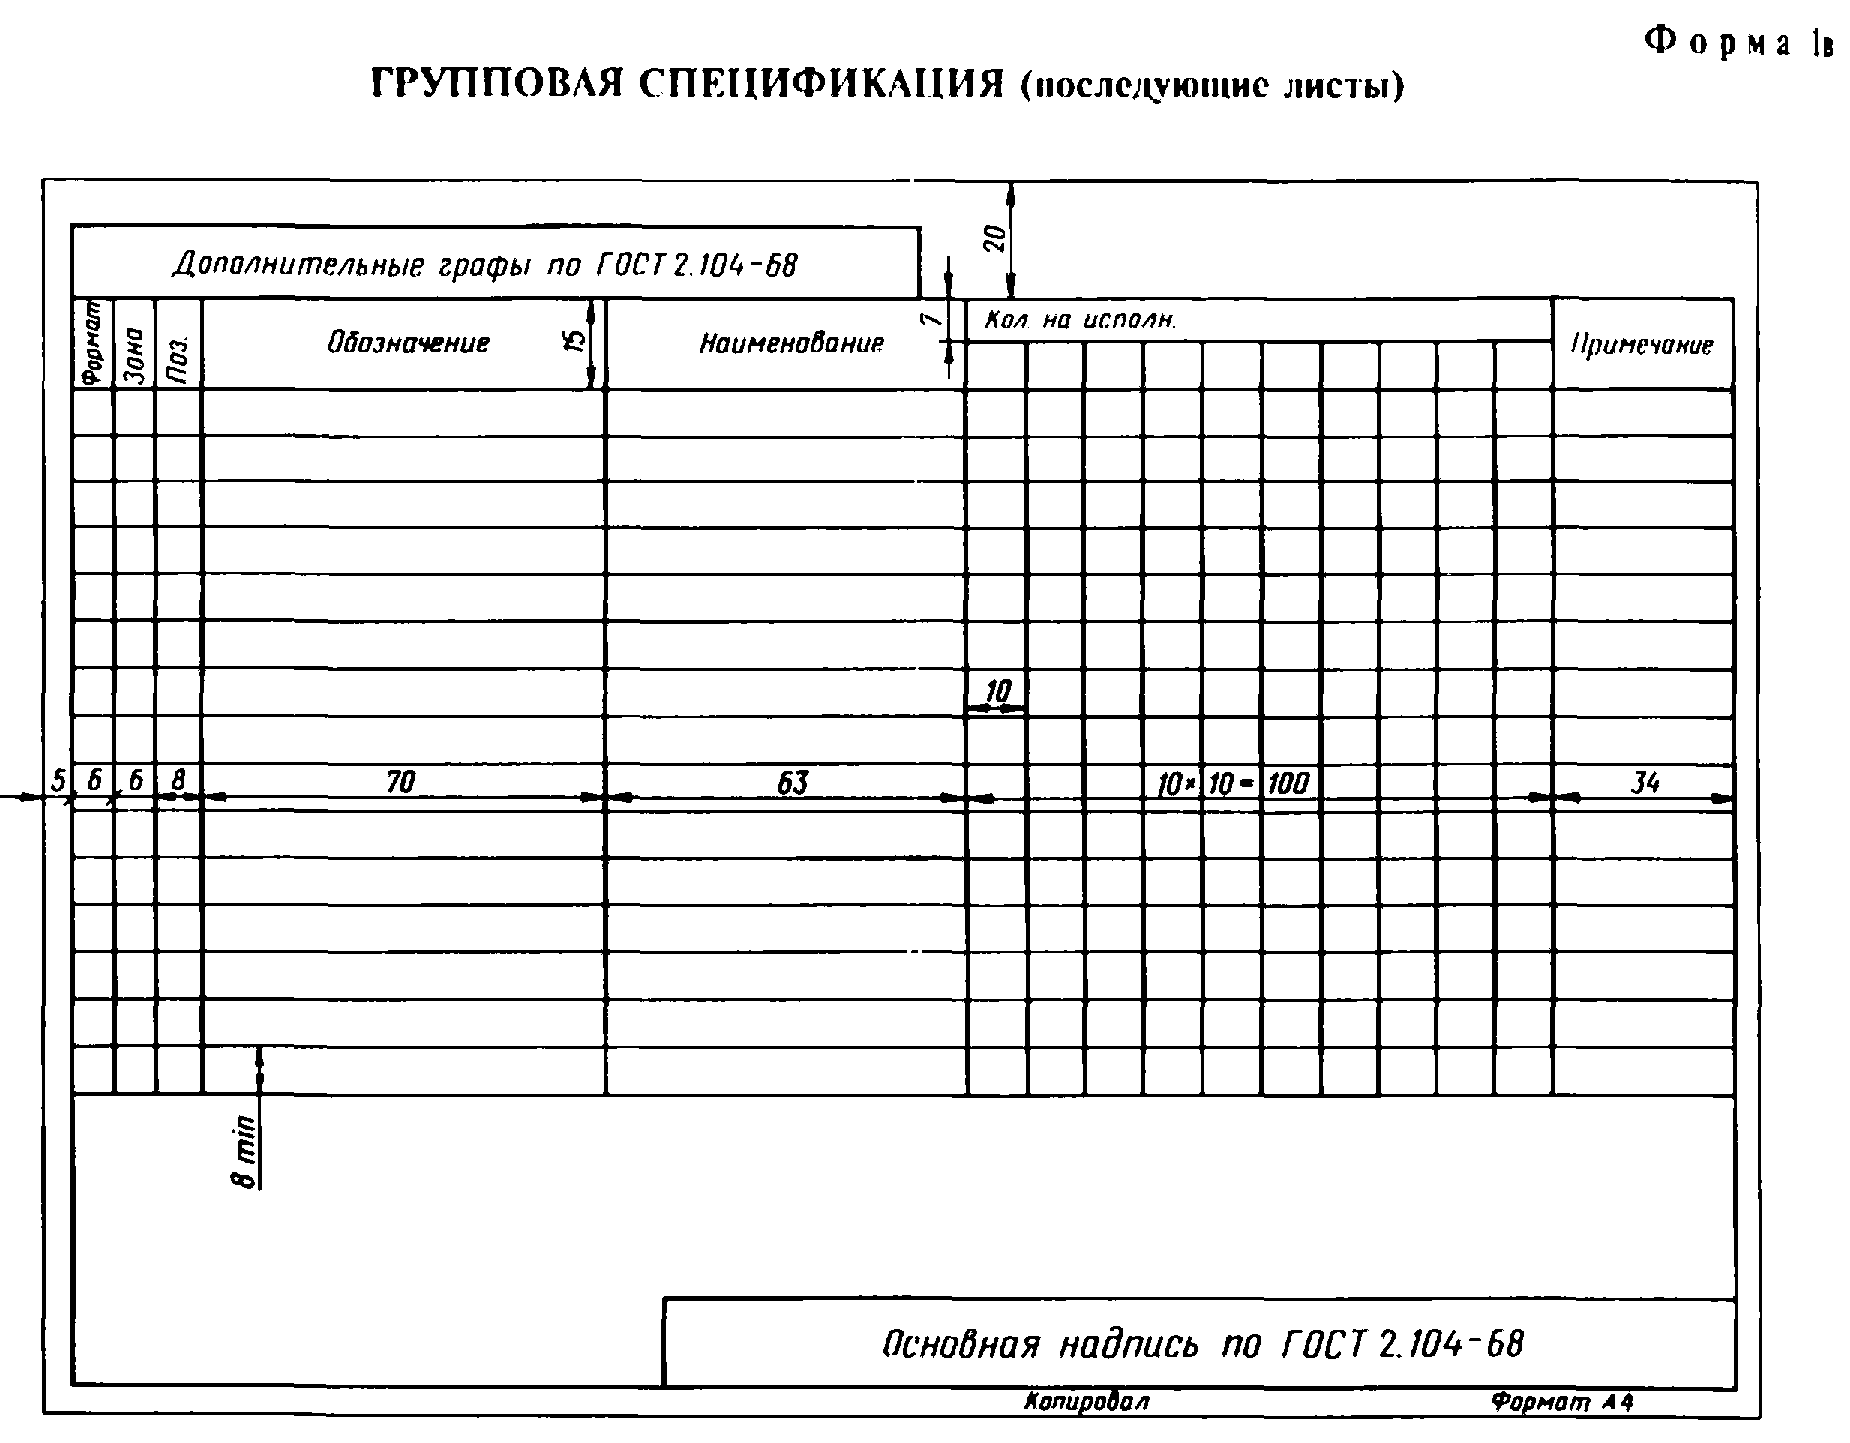 Форма 1в
ГРУППОВАЯ СПЕЦИФИКАЦИЯ (последующие листы)
20
Дополнительные графы по ГОСТ 2.104-68
Формат
Зона
Поз.
Обозначение
15
Наименование
7
Кол. на исполн.
Примечание
10
5 6 6 8 70 63 10×10=100 34
8 min
Основная надпись по ГОСТ 2.104-68
Копировал Формат А4